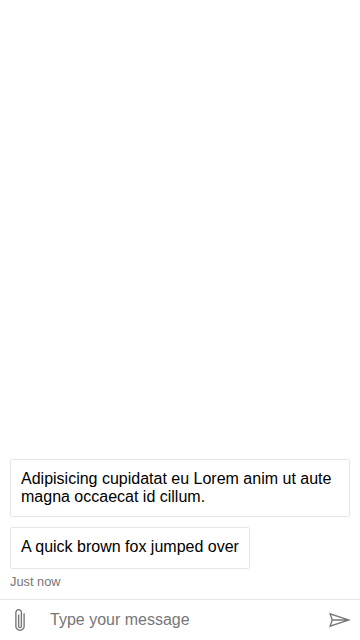 Adipisicing cupidatat eu Lorem anim ut aute
magna occaecat id cillum.
A quick brown fox jumped over
Just now
Type your message